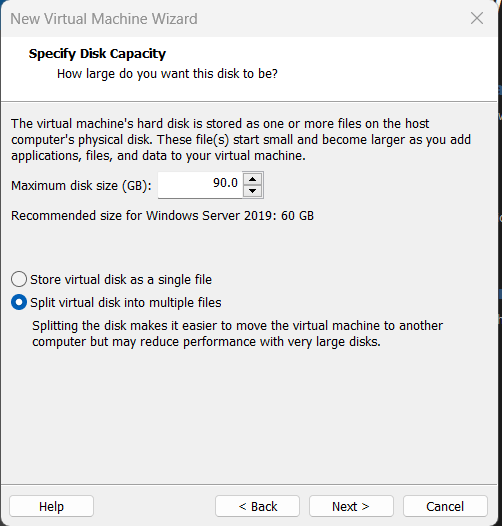 New Virtual Machine Wizard
Specify Disk Capacity
How large do you want this disk to be?
The virtual machine's hard disk is stored as one or more files on the host
computer's physical disk. These file(s) start small and become larger as you add
applications, files, and data to your virtual machine.
Maximum disk size (GB): 90.0
Recommended size for Windows Server 2019: 60 GB
Store virtual disk as a single file
Split virtual disk into multiple files
Splitting the disk makes it easier to move the virtual machine to another
computer but may reduce performance with very large disks.
Help < Back Next > Cancel